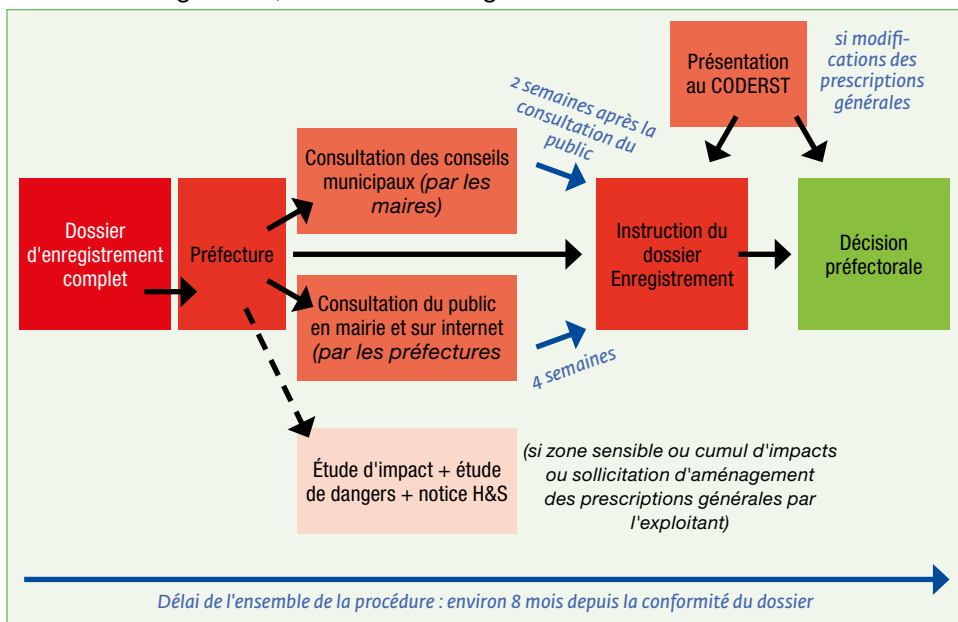 Présentation
au CODERST
si modifi-
cations des
prescriptions
générales
2 semaines après la
consultation du
public
Consultation des conseils
municipaux (par les
maires)
Dossier
d'enregistrement
complet
Préfecture
Instruction du
dossier
Enregistrement
Décision
préfectorale
Consultation du public
en mairie et sur internet
(par les préfectures
4 semaines
Étude d'impact + étude
de dangers + notice H&S
(si zone sensible ou cumul d'impacts
ou sollicitation d'aménagement
des prescriptions générales par
l'exploitant)
Délai de l'ensemble de la procédure : environ 8 mois depuis la conformité du dossier